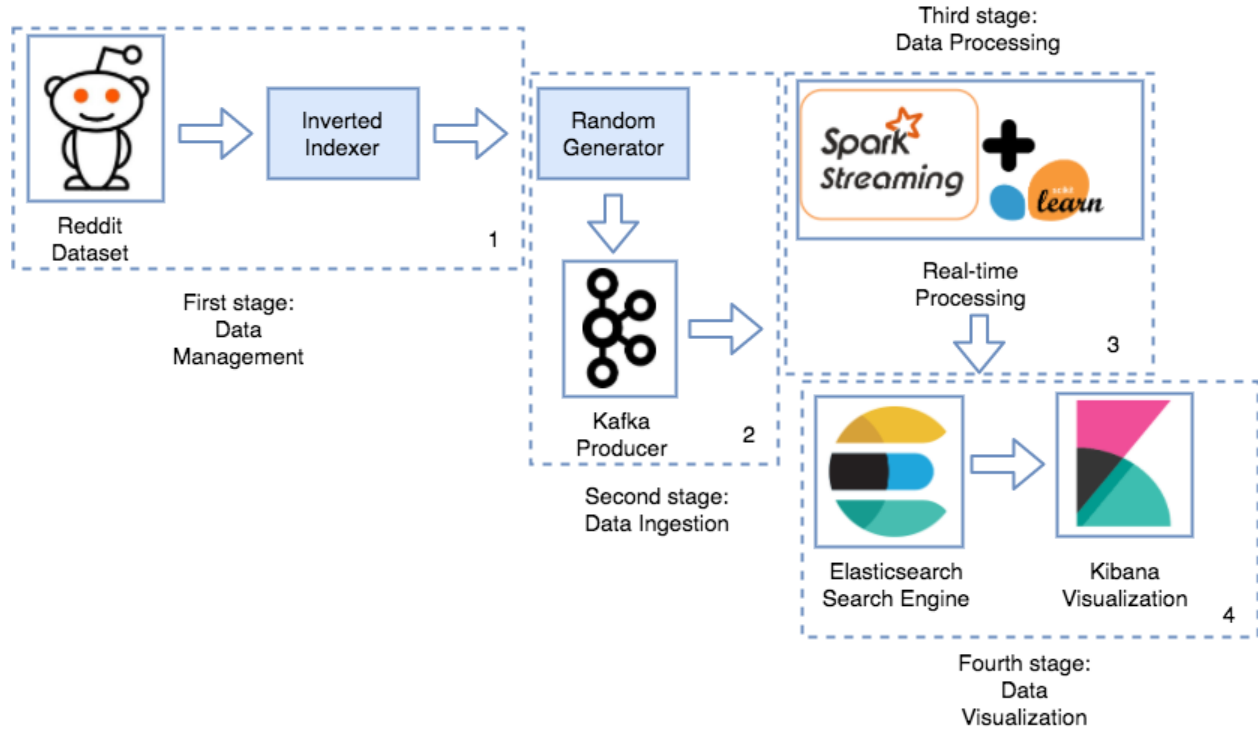 Third stage:
Data Processing
Inverted
Indexer
Random
Generator
Spark
Streaming
scikit
learn
Reddit
Dataset
1
First stage:
Data
Management
Real-time
Processing
3
Kafka
Producer
2
Second stage:
Data Ingestion
Elasticsearch
Search Engine
Kibana
Visualization
4
Fourth stage:
Data
Visualization